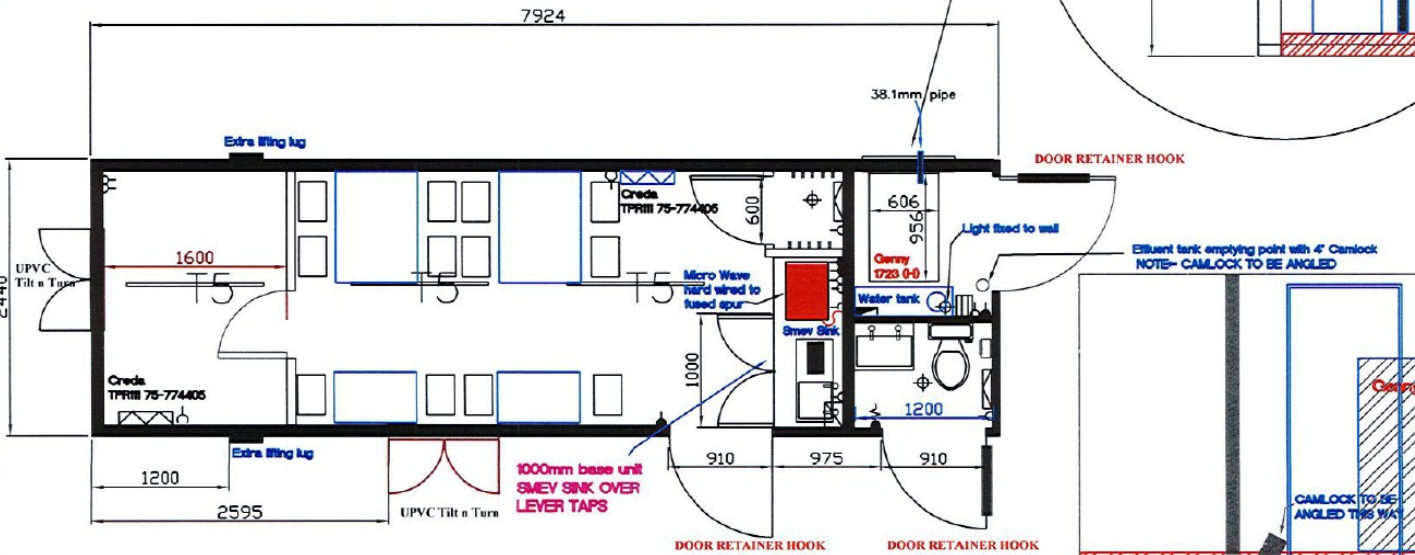 7924
38.1mm pipe
Extra lifting lug
DOOR RETAINER HOOK
Creda
TPRIII 75-774405
600
606
956
Light fixed to wall
1600
Genny
1723 (H)
Effluent tank emptying point with 4" Camlock
NOTE- CAMLOCK TO BE ANGLED
UPVC
Tilt n Turn
T5
T5
T5
Micro Wave
hard wired to
fused spur
Water tank
2440
Smev Sink
1000
Creda
TPRIII 75-774405
1200
Genny
Extra lifting lug
910
975
910
1200
1000mm base unit
SMEV SINK OVER
LEVER TAPS
2595
UPVC Tilt n Turn
CAMLOCK TO BE
ANGLED THIS WAY
DOOR RETAINER HOOK
DOOR RETAINER HOOK